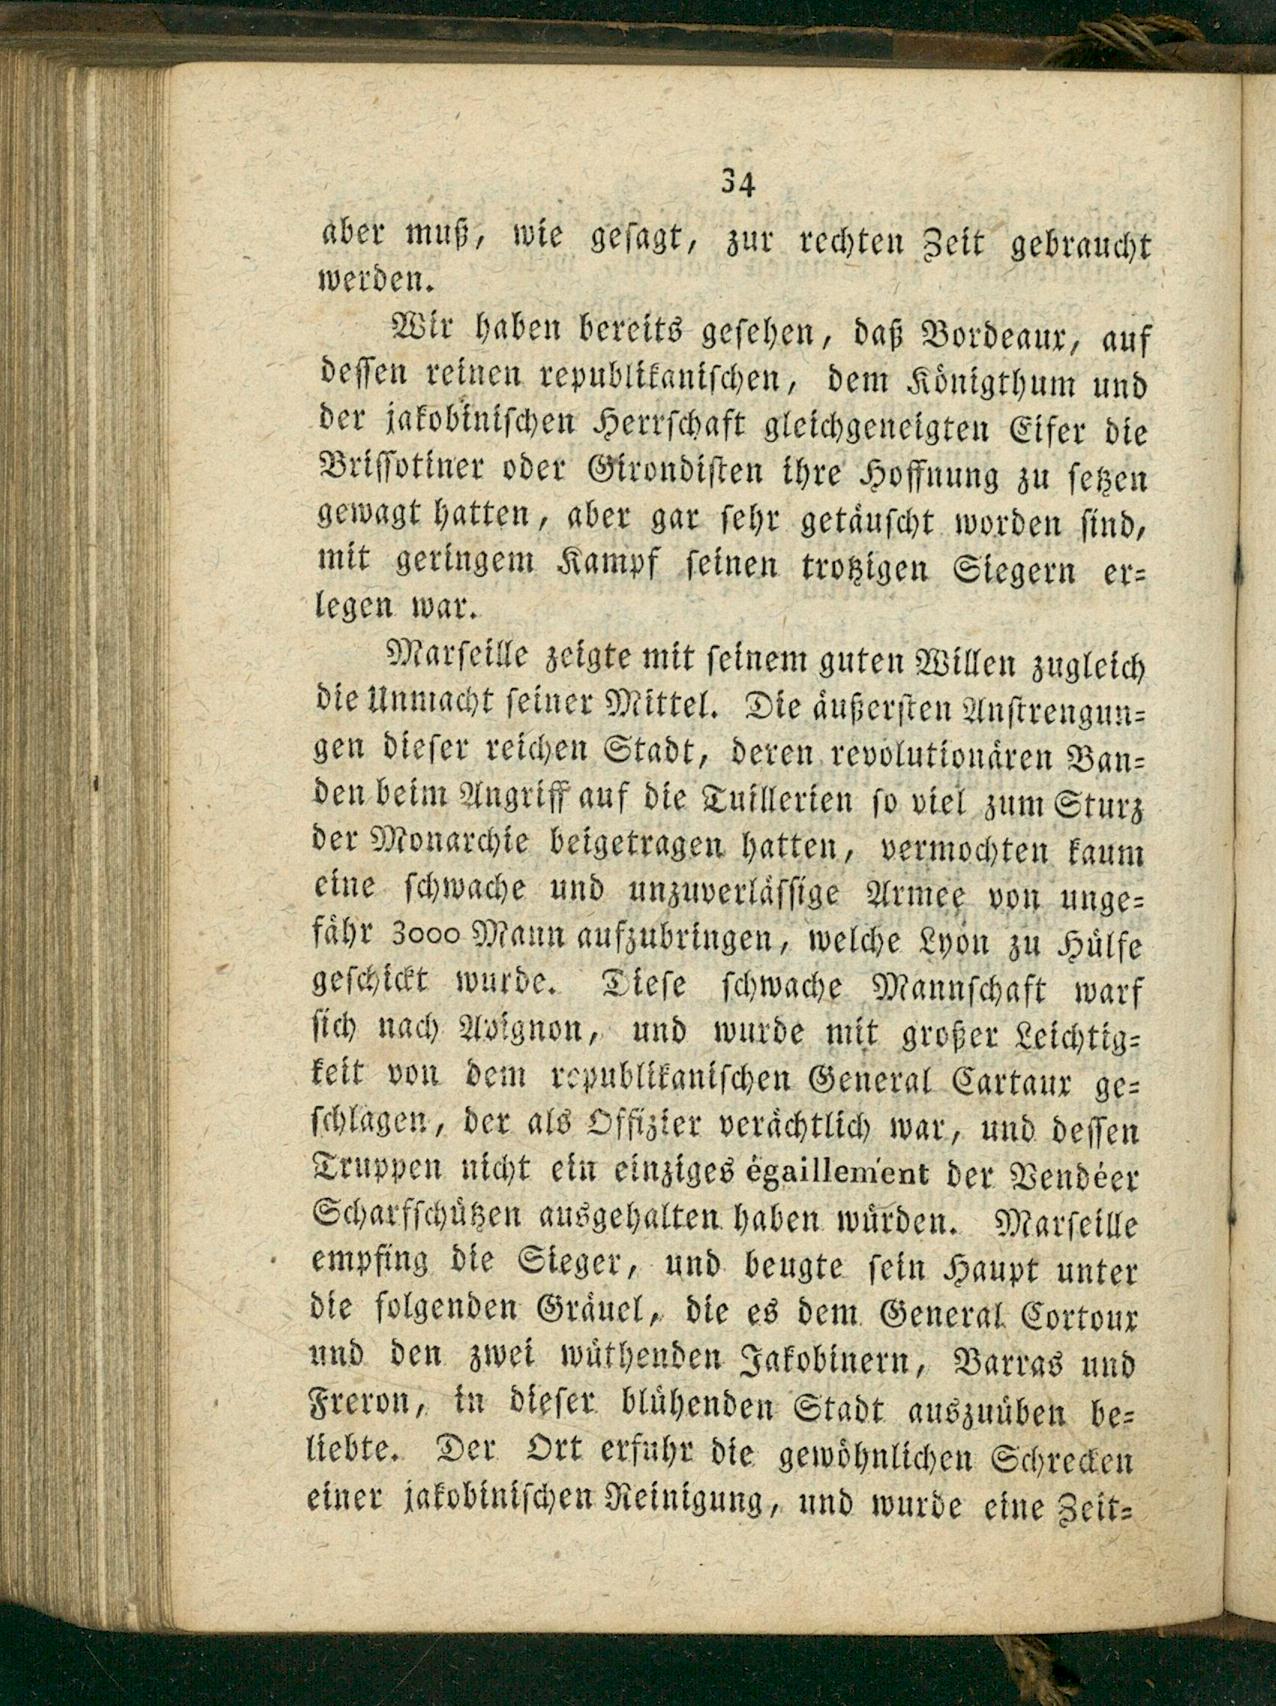 34
aber muß, wie gesagt, zur rechten Zeit gebraucht
werden.
Wir haben bereits gesehen, daß Bordeaux, auf
dessen reinen republikanischen, dem Königthum und
der jakobinischen Herrschaft gleichgeneigten Eifer die
Brissotiner oder Girondisten ihre Hoffnung zu setzen
gewagt hatten, aber gar sehr getäuscht worden sind,
mit geringem Kampf seinen trotzigen Siegern er-
legen war.
Marseille zeigte mit seinem guten Willen zugleich
die Unmacht seiner Mittel. Die äußersten Anstrengun-
gen dieser reichen Stadt, deren revolutionären Ban-
den beim Angriff auf die Tuillerien so viel zum Sturz
der Monarchie beigetragen hatten, vermochten kaum
eine schwache und unzuverlässige Armee von unge-
fähr 3000 Mann aufzubringen, welche Lyon zu Hülfe
geschickt wurde. Diese schwache Mannschaft warf
sich nach Avignon, und wurde mit großer Leichtig-
keit von dem republikanischen General Cartaux ge-
schlagen, der als Offizier verächtlich war, und dessen
Truppen nicht ein einziges égaillement der Vendéer
Scharfschützen ausgehalten haben würden. Marseille
empfing die Sieger, und beugte sein Haupt unter
die folgenden Gräuel, die es dem General Cortoux
und den zwei wüthenden Jakobinern, Barras und
Freron, in dieser blühenden Stadt auszuüben be-
liebte. Der Ort erfuhr die gewöhnlichen Schrecken
einer jakobinischen Reinigung, und wurde eine Zeit-